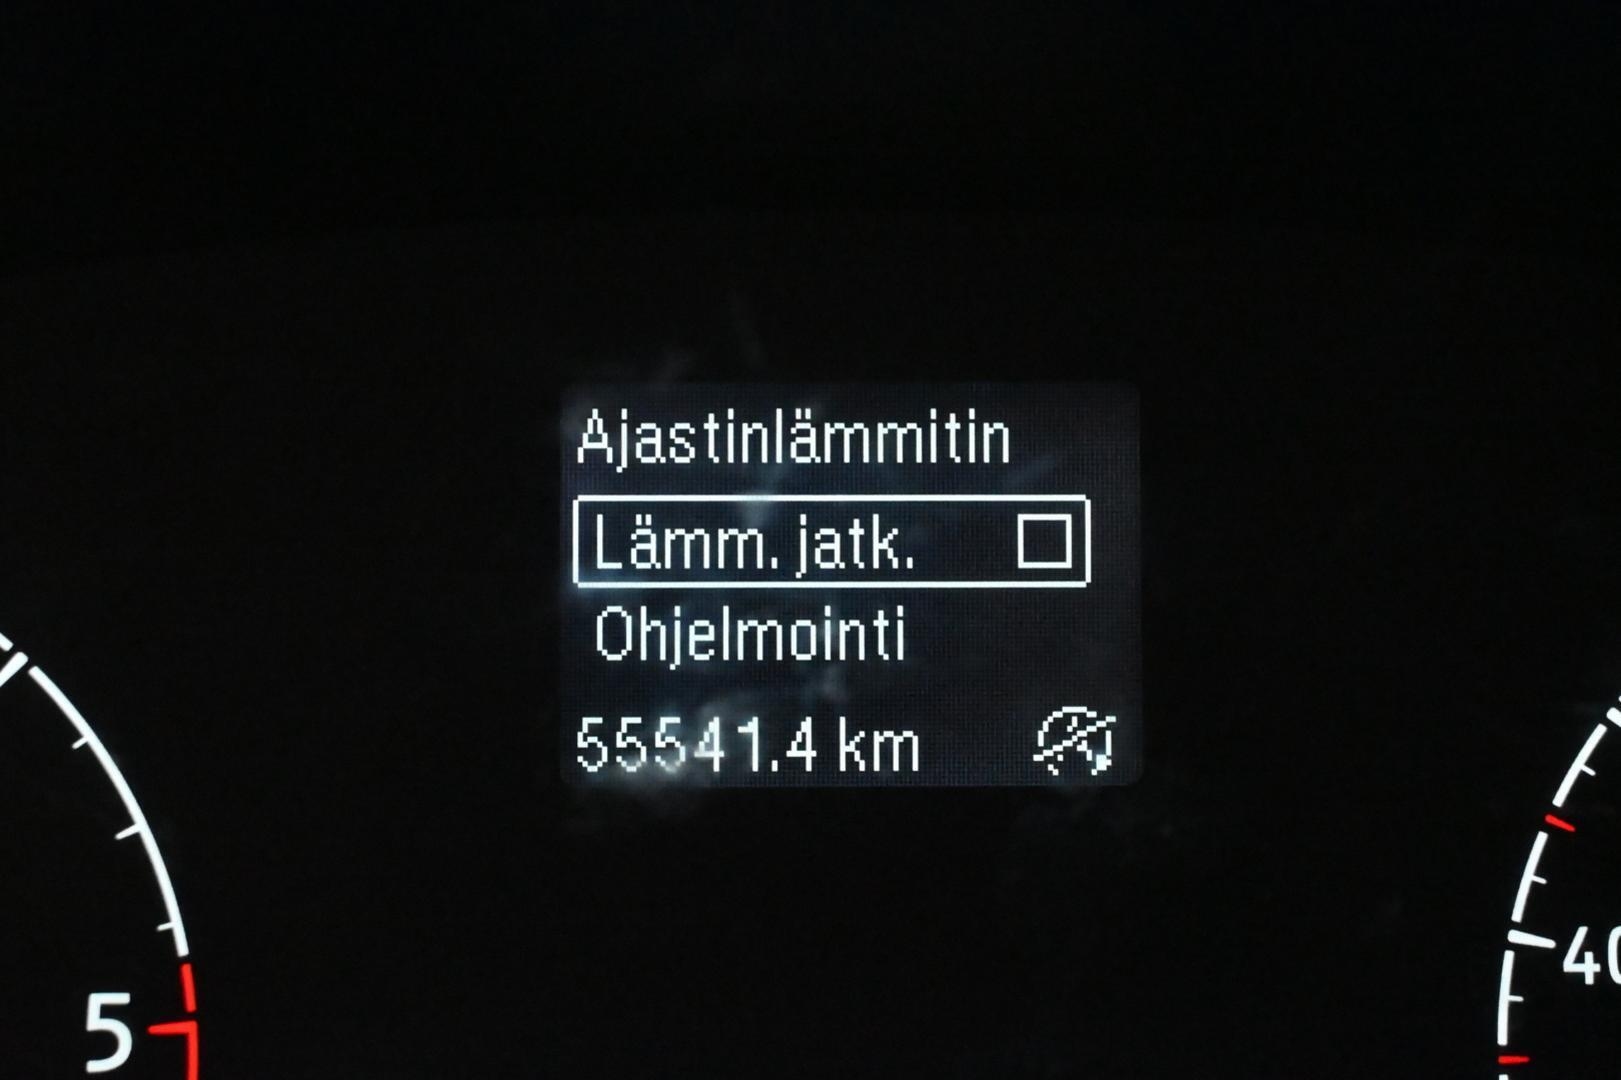 Ajastinlämmitin
Lämm. jatk.
Ohjelmointi
55541.4 km
5
40